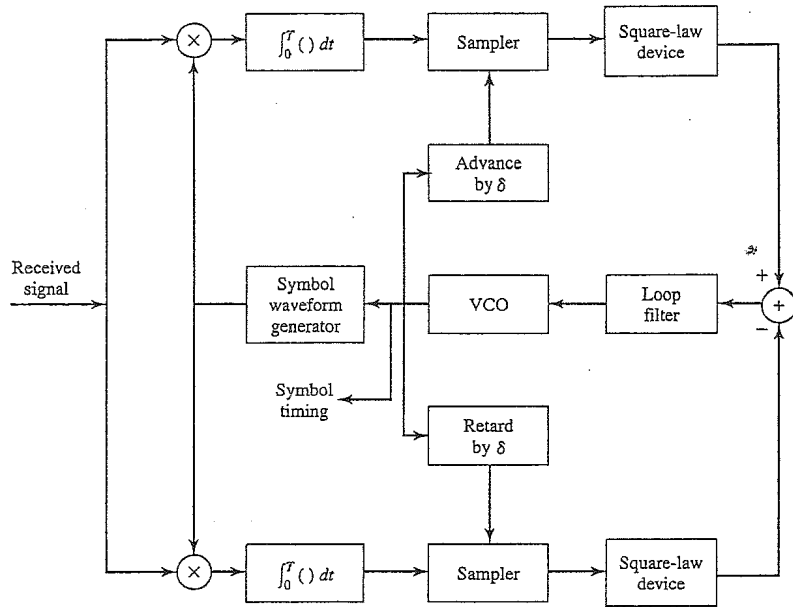 ×
∫₀ᵀ ( ) dt
Sampler
Square-law
device
Advance
by δ
Received
signal
Symbol
waveform
generator
VCO
Loop
filter
+
+
−
Symbol
timing
Retard
by δ
×
∫₀ᵀ ( ) dt
Sampler
Square-law
device